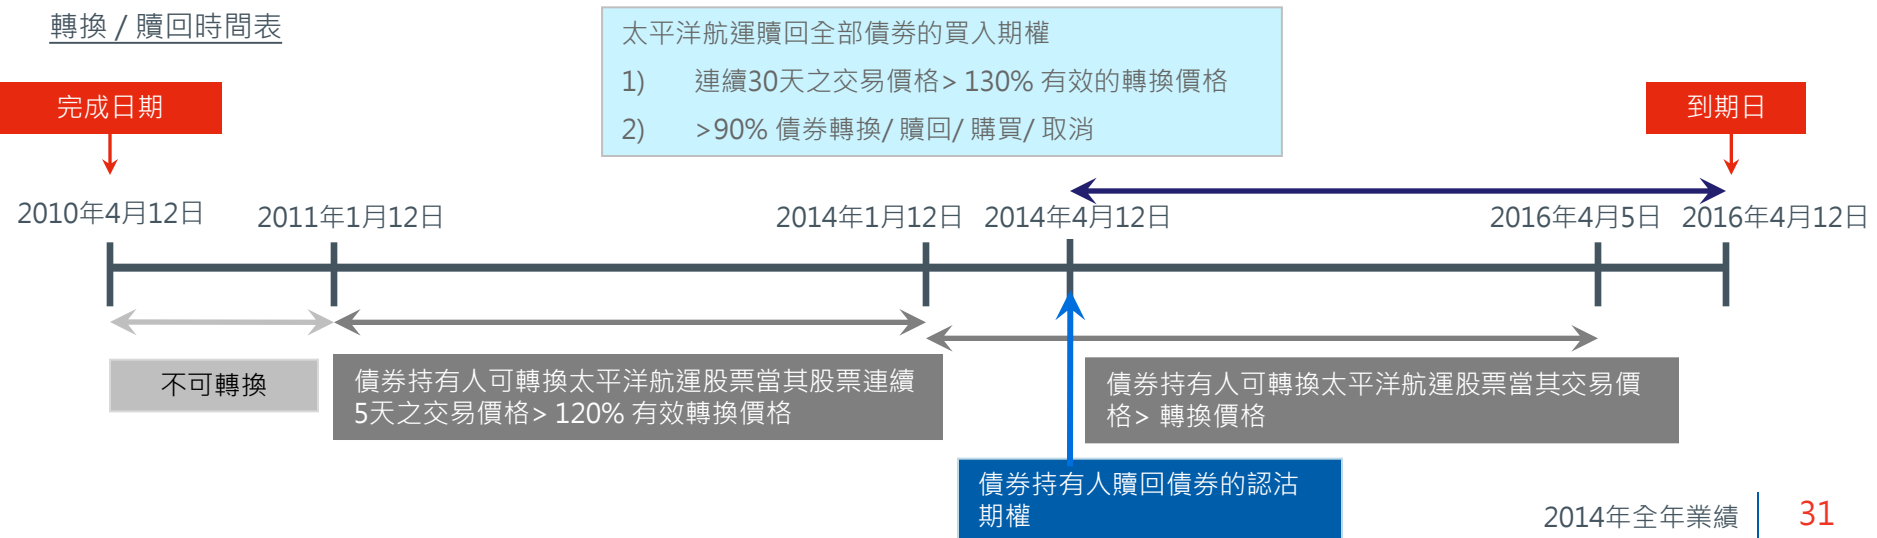 轉換 / 贖回時間表
太平洋航運贖回全部債劵的買入期權
1) 連續30天之交易價格> 130% 有效的轉換價格
2) >90% 債券轉換/ 贖回/ 購買/ 取消
完成日期
到期日
2010年4月12日
2011年1月12日
2014年1月12日
2014年4月12日
2016年4月5日
2016年4月12日
不可轉換
債券持有人可轉換太平洋航運股票當其股票連續
5天之交易價格> 120% 有效轉換價格
債券持有人可轉換太平洋航運股票當其交易價
格> 轉換價格
債券持有人贖回債券的認沽
期權
2014年全年業績
31